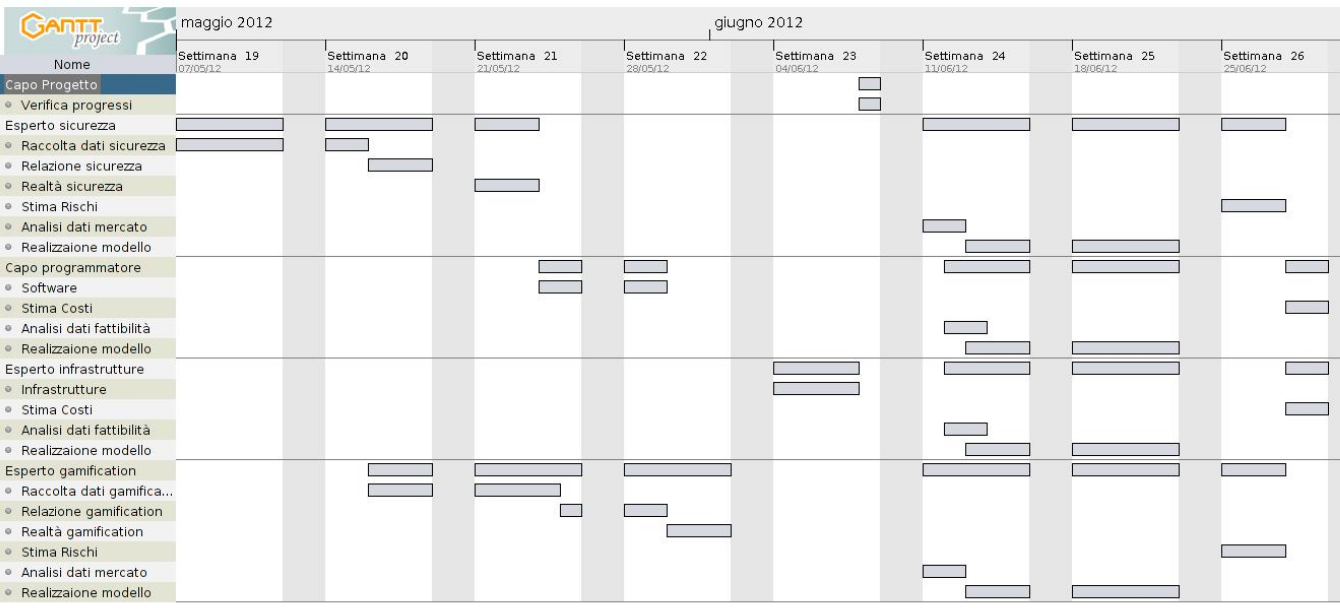 GANTT
project
maggio 2012
giugno 2012
Nome
Settimana 19
07/05/12
Settimana 20
14/05/12
Settimana 21
21/05/12
Settimana 22
28/05/12
Settimana 23
04/06/12
Settimana 24
11/06/12
Settimana 25
18/06/12
Settimana 26
25/06/12
Capo Progetto
Verifica progressi
Esperto sicurezza
Raccolta dati sicurezza
Relazione sicurezza
Realtà sicurezza
Stima Rischi
Analisi dati mercato
Realizzaione modello
Capo programmatore
Software
Stima Costi
Analisi dati fattibilità
Realizzaione modello
Esperto infrastrutture
Infrastrutture
Stima Costi
Analisi dati fattibilità
Realizzaione modello
Esperto gamification
Raccolta dati gamifica...
Relazione gamification
Realtà gamification
Stima Rischi
Analisi dati mercato
Realizzaione modello